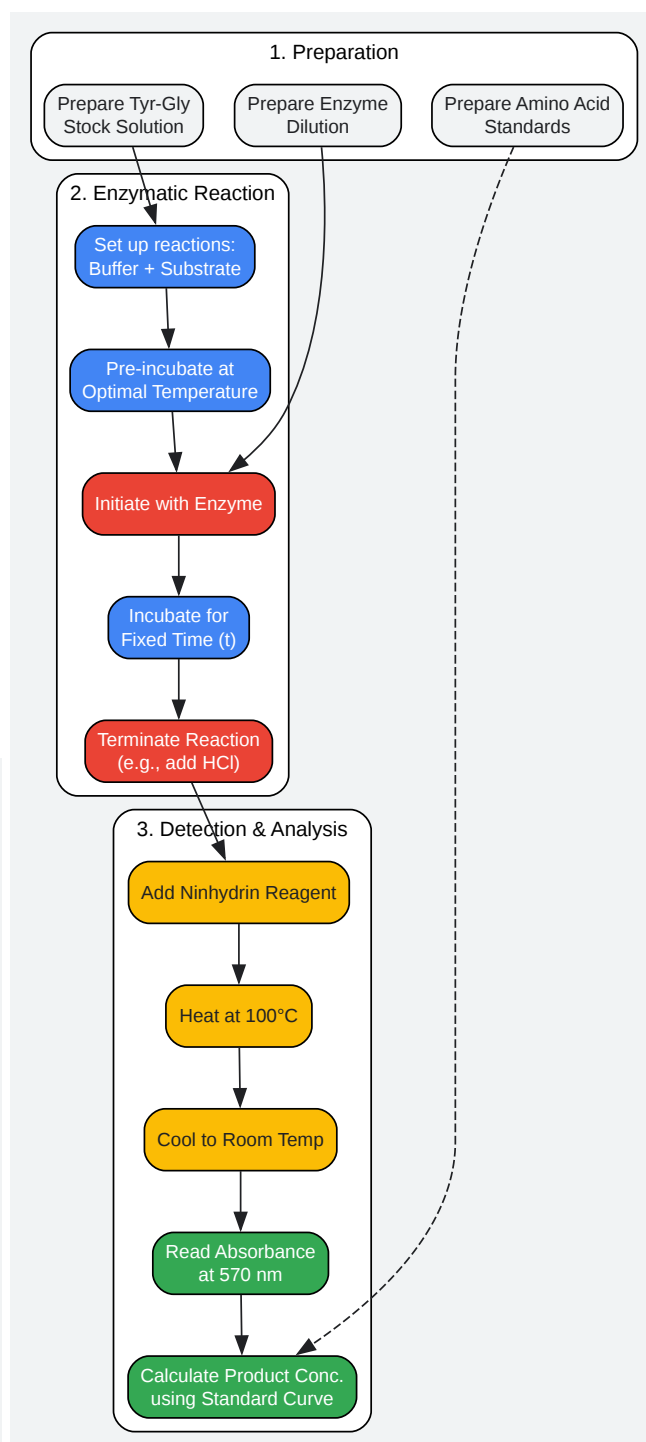 1. Preparation
Prepare Tyr-Gly
Stock Solution
Prepare Enzyme
Dilution
Prepare Amino Acid
Standards
2. Enzymatic Reaction
Set up reactions:
Buffer + Substrate
Pre-incubate at
Optimal Temperature
Initiate with Enzyme
Incubate for
Fixed Time (t)
Terminate Reaction
(e.g., add HCl)
3. Detection & Analysis
Add Ninhydrin Reagent
Heat at 100°C
Cool to Room Temp
Read Absorbance
at 570 nm
Calculate Product Conc.
using Standard Curve